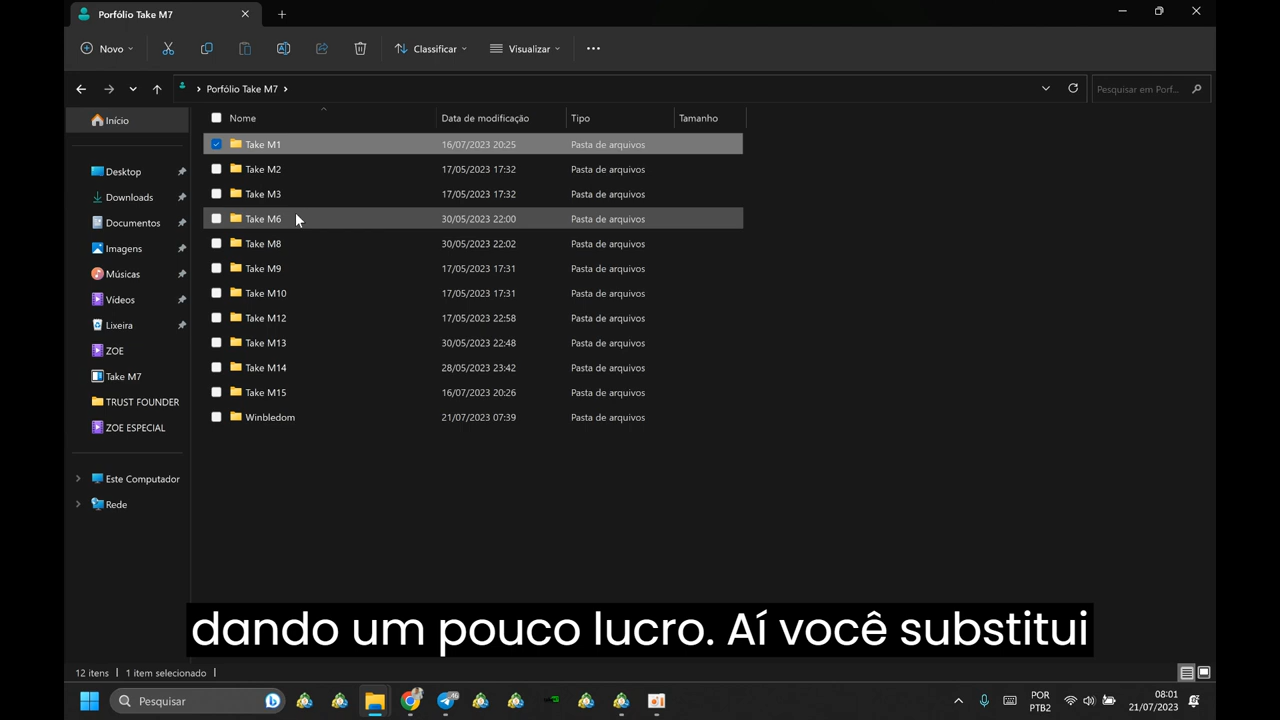 Porfólio Take M7
Novo
Classificar
Visualizar
Porfólio Take M7
Pesquisar em Porf...
Início
Desktop
Downloads
Documentos
Imagens
Músicas
Vídeos
Lixeira
ZOE
Take M7
TRUST FOUNDER
ZOE ESPECIAL
Este Computador
Rede
Nome Data de modificação Tipo Tamanho
Take M1 16/07/2023 20:25 Pasta de arquivos
Take M2 17/05/2023 17:32 Pasta de arquivos
Take M3 17/05/2023 17:32 Pasta de arquivos
Take M6 30/05/2023 22:00 Pasta de arquivos
Take M8 30/05/2023 22:02 Pasta de arquivos
Take M9 17/05/2023 17:31 Pasta de arquivos
Take M10 17/05/2023 17:31 Pasta de arquivos
Take M12 17/05/2023 22:58 Pasta de arquivos
Take M13 30/05/2023 22:48 Pasta de arquivos
Take M14 28/05/2023 23:42 Pasta de arquivos
Take M15 16/07/2023 20:26 Pasta de arquivos
Winbledom 21/07/2023 07:39 Pasta de arquivos
dando um pouco lucro. Aí você substitui
12 itens 1 item selecionado
Pesquisar
POR
PTB2
08:01
21/07/2023